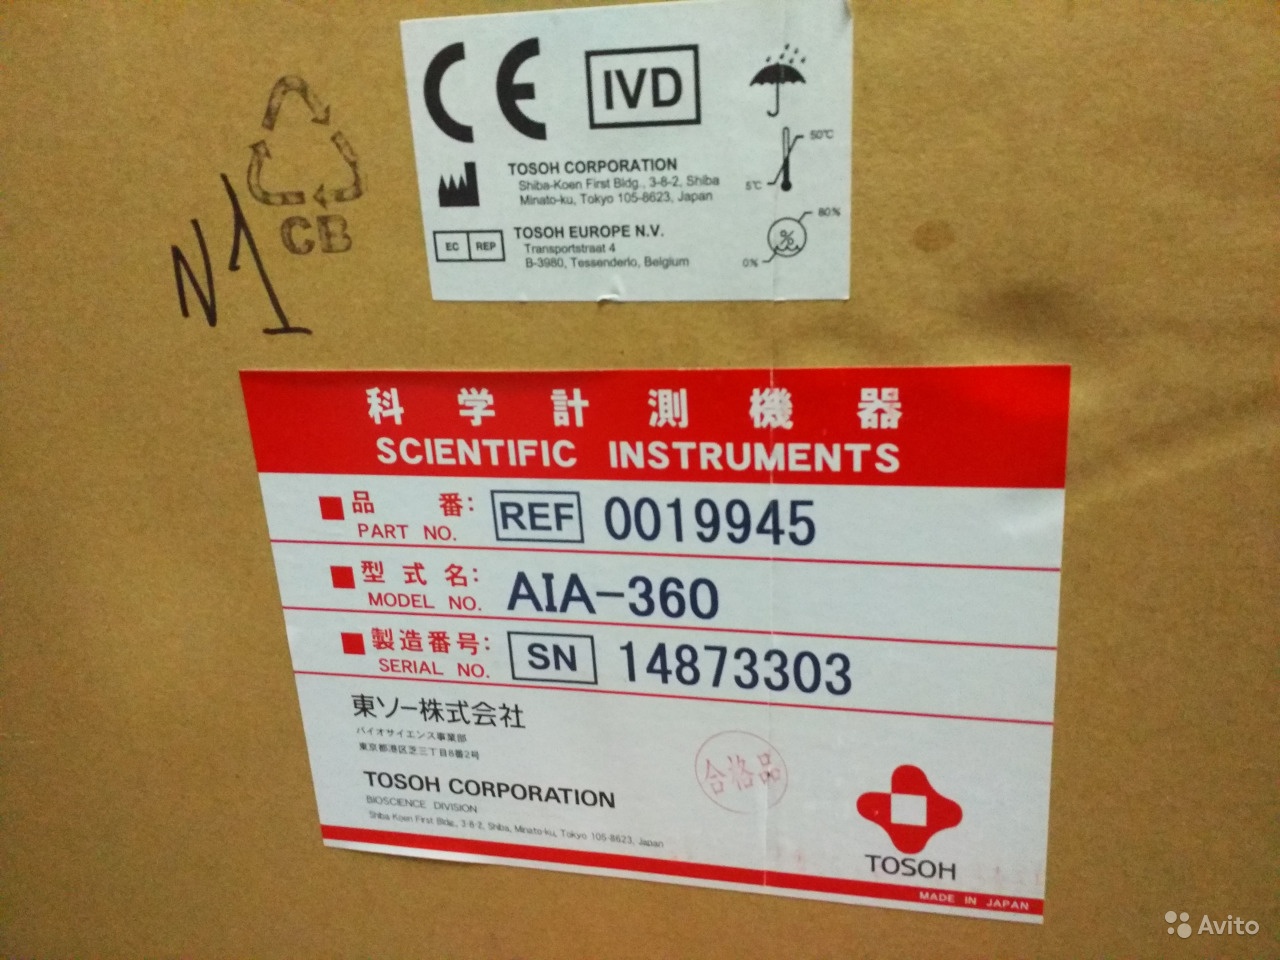 CE IVD
50℃
5℃
TOSOH CORPORATION
Shiba-Koen First Bldg., 3-8-2, Shiba
Minato-ku, Tokyo 105-8623, Japan
80%
%
0%
EC REP
TOSOH EUROPE N.V.
Transportstraat 4
B-3980, Tessenderlo, Belgium
CB
N1
科学計測機器
SCIENTIFIC INSTRUMENTS
品番:
PART NO. REF 0019945
型式名:
MODEL NO. AIA-360
製造番号:
SERIAL NO. SN 14873303
東ソー株式会社
バイオサイエンス事業部
東京都港区芝三丁目8番2号
TOSOH CORPORATION
BIOSCIENCE DIVISION
Shiba Koen First Bldg., 3-8-2, Shiba, Minato-ku, Tokyo 105-8623, Japan
合格品
TOSOH
MADE IN JAPAN
Avito